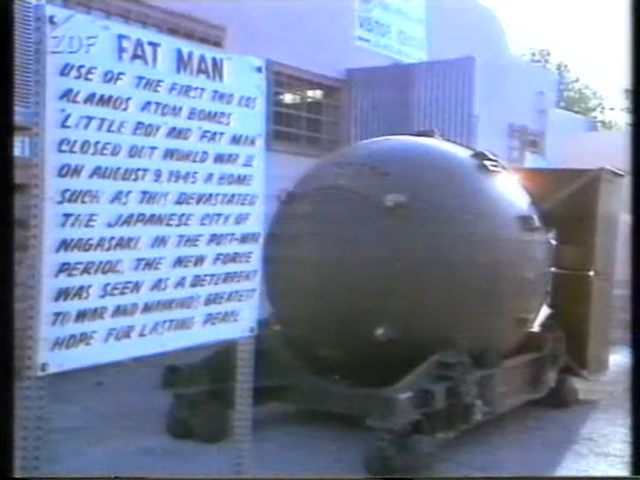 ZDF
"FAT MAN"
USE OF THE FIRST TWO LOS
ALAMOS ATOM BOMBS
"LITTLE BOY AND "FAT MAN"
CLOSED OUT WORLD WAR II
ON AUGUST 9, 1945 A BOMB
SUCH AS THIS DEVASTATED
THE JAPANESE CITY OF
NAGASAKI. IN THE POST-WAR
PERIOD, THE NEW FORCE
WAS SEEN AS A DETERRENT
TO WAR AND MANKIND'S GREATEST
HOPE FOR LASTING PEACE